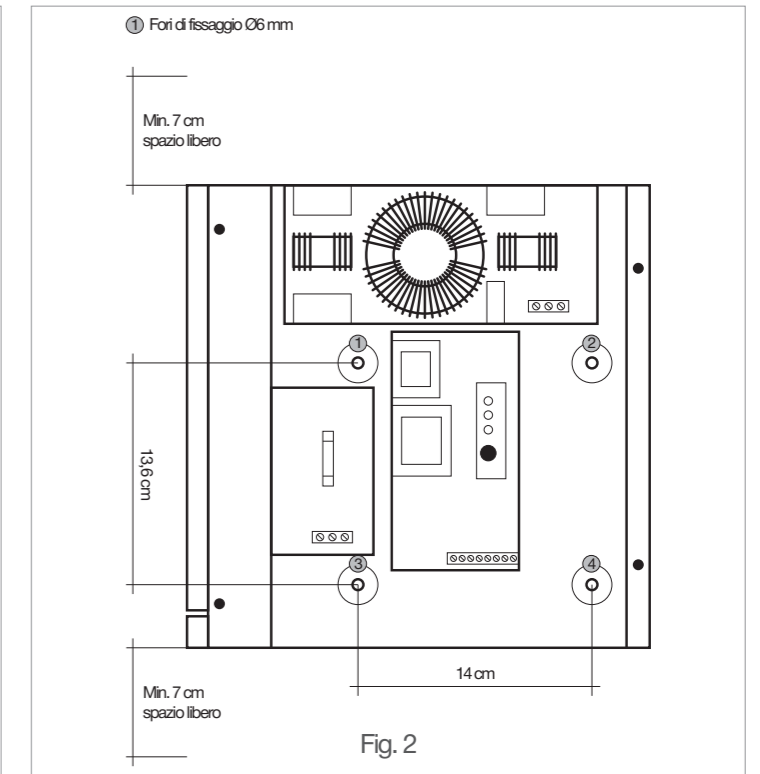 1 Fori di fissaggio Ø6 mm
Min. 7 cm
spazio libero
1
2
13,6 cm
3
4
14 cm
Min. 7 cm
spazio libero
Fig. 2